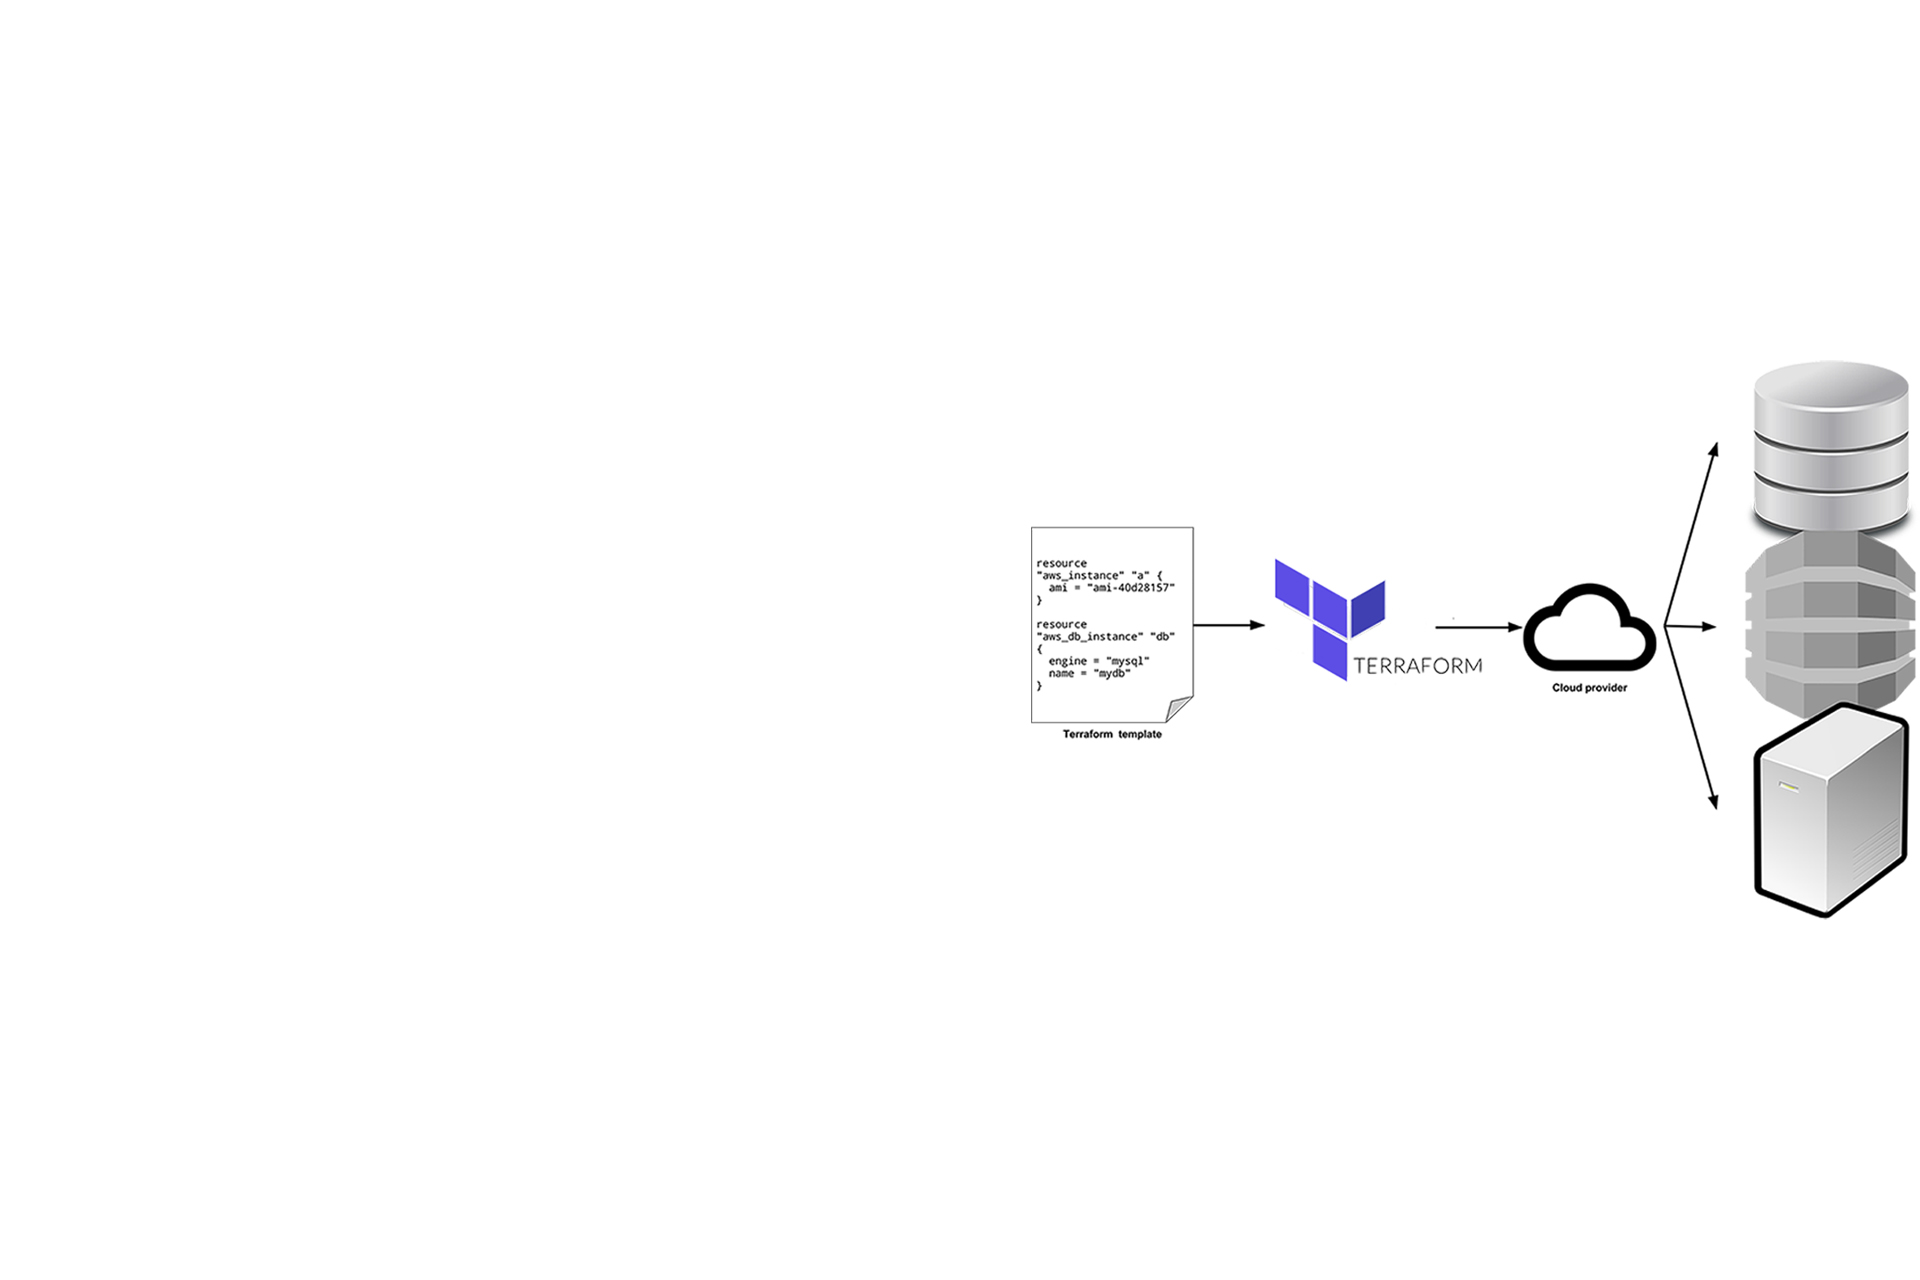 resource
"aws_instance" "a" {
  ami = "ami-40d28157"
}
resource
"aws_db_instance" "db"
{
  engine = "mysql"
  name = "mydb"
}
Terraform template
TERRAFORM
Cloud provider